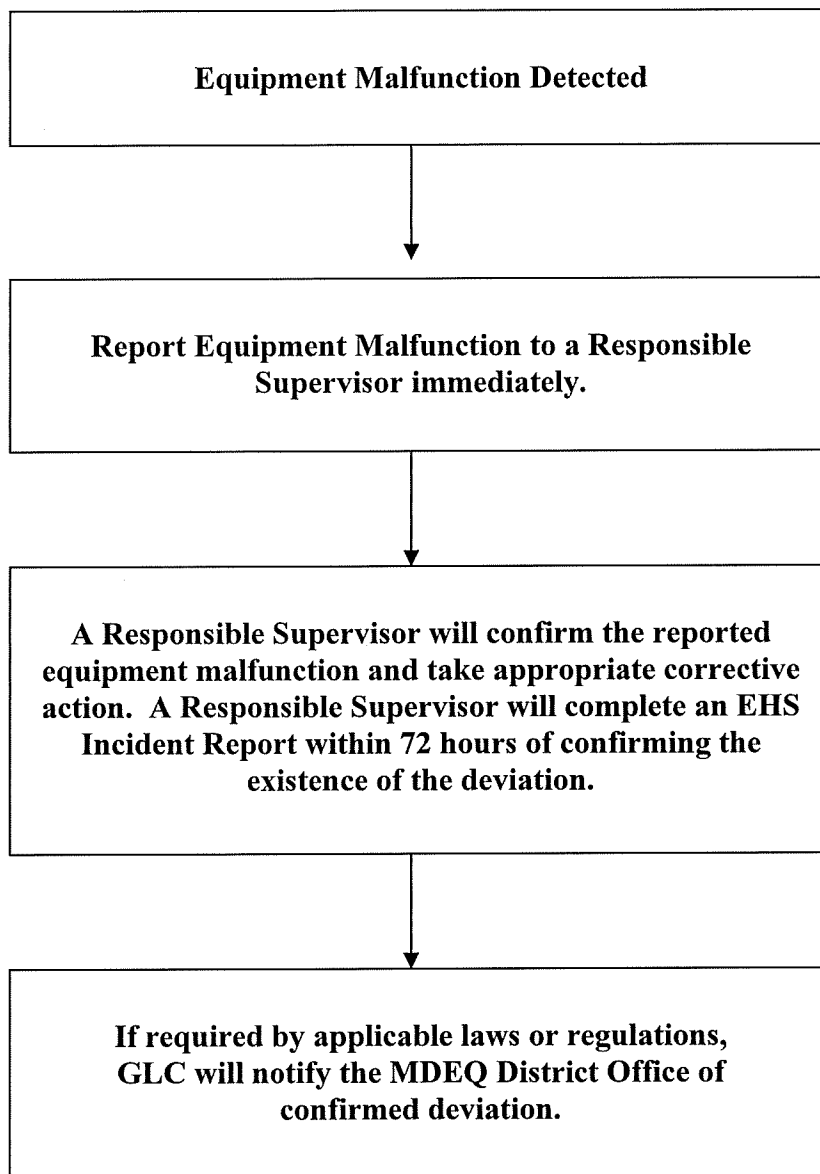 Equipment Malfunction Detected
Report Equipment Malfunction to a Responsible
Supervisor immediately.
A Responsible Supervisor will confirm the reported
equipment malfunction and take appropriate corrective
action. A Responsible Supervisor will complete an EHS
Incident Report within 72 hours of confirming the
existence of the deviation.
If required by applicable laws or regulations,
GLC will notify the MDEQ District Office of
confirmed deviation.